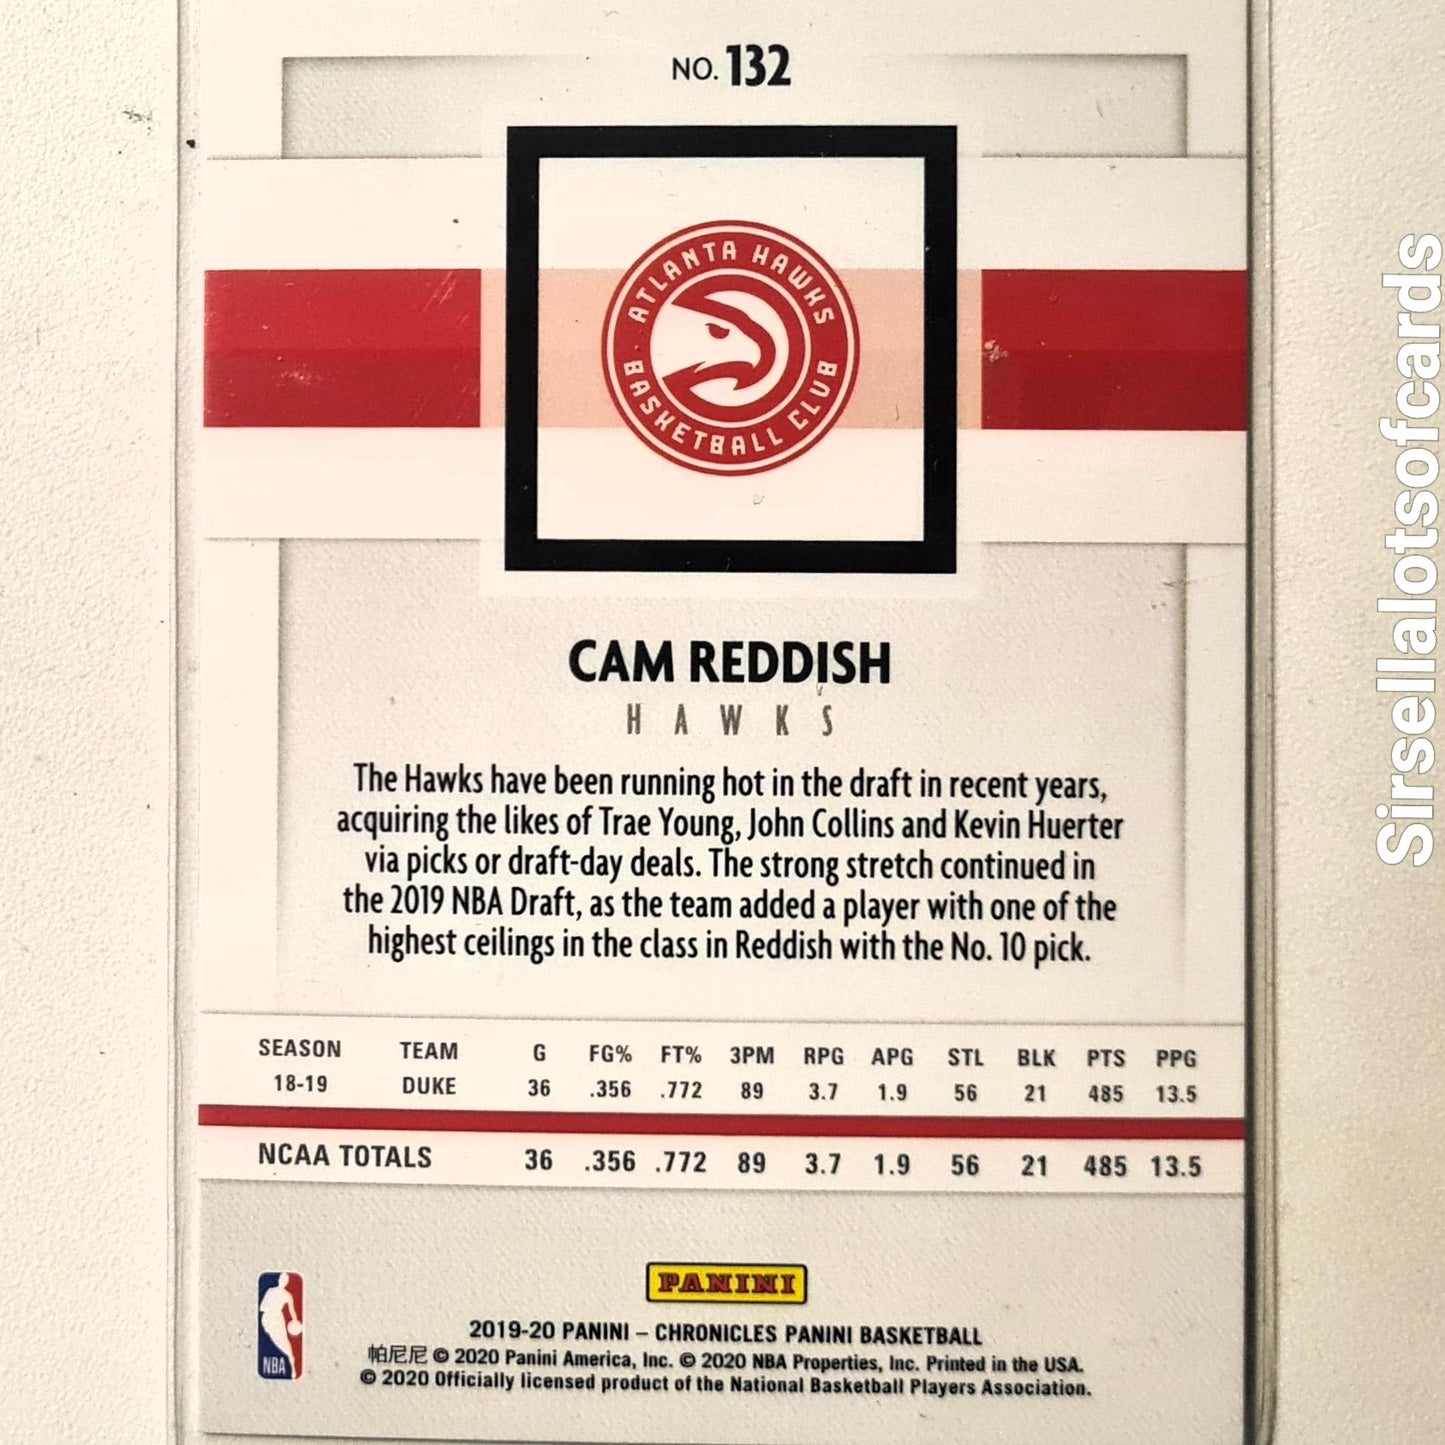 NO. 132
ATLANTA HAWKS
BASKETBALL CLUB
CAM REDDISH
HAWKS
The Hawks have been running hot in the draft in recent years,
acquiring the likes of Trae Young, John Collins and Kevin Huerter
via picks or draft-day deals. The strong stretch continued in
the 2019 NBA Draft, as the team added a player with one of the
highest ceilings in the class in Reddish with the No. 10 pick.
SEASON TEAM G FG% FT% 3PM RPG APG STL BLK PTS PPG
18-19 DUKE 36 .356 .772 89 3.7 1.9 56 21 485 13.5
NCAA TOTALS 36 .356 .772 89 3.7 1.9 56 21 485 13.5
NBA
PANINI
2019-20 PANINI – CHRONICLES PANINI BASKETBALL
帕尼尼 © 2020 Panini America, Inc. © 2020 NBA Properties, Inc. Printed in the USA.
© 2020 Officially licensed product of the National Basketball Players Association.
Sirsellalotsofcards